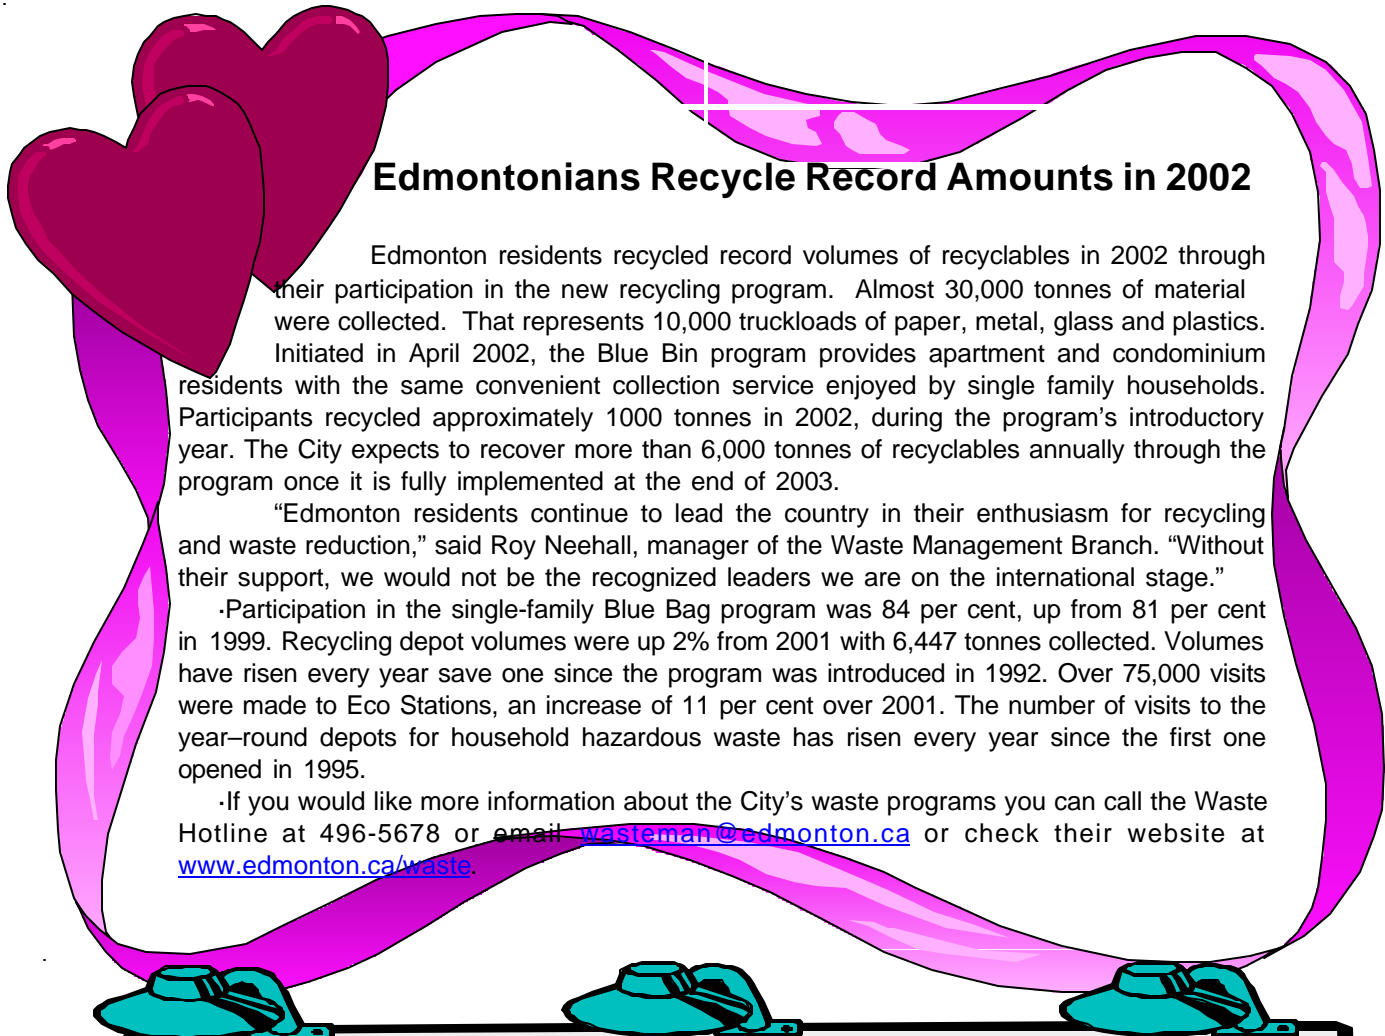 Edmontonians Recycle Record Amounts in 2002
Edmonton residents recycled record volumes of recyclables in 2002 through
their participation in the new recycling program. Almost 30,000 tonnes of material
were collected. That represents 10,000 truckloads of paper, metal, glass and plastics.
Initiated in April 2002, the Blue Bin program provides apartment and condominium
residents with the same convenient collection service enjoyed by single family households.
Participants recycled approximately 1000 tonnes in 2002, during the program’s introductory
year. The City expects to recover more than 6,000 tonnes of recyclables annually through the
program once it is fully implemented at the end of 2003.
“Edmonton residents continue to lead the country in their enthusiasm for recycling
and waste reduction,” said Roy Neehall, manager of the Waste Management Branch. “Without
their support, we would not be the recognized leaders we are on the international stage.”
·Participation in the single-family Blue Bag program was 84 per cent, up from 81 per cent
in 1999. Recycling depot volumes were up 2% from 2001 with 6,447 tonnes collected. Volumes
have risen every year save one since the program was introduced in 1992. Over 75,000 visits
were made to Eco Stations, an increase of 11 per cent over 2001. The number of visits to the
year–round depots for household hazardous waste has risen every year since the first one
opened in 1995.
·If you would like more information about the City’s waste programs you can call the Waste
Hotline at 496-5678 or email wasteman@edmonton.ca or check their website at
www.edmonton.ca/waste.